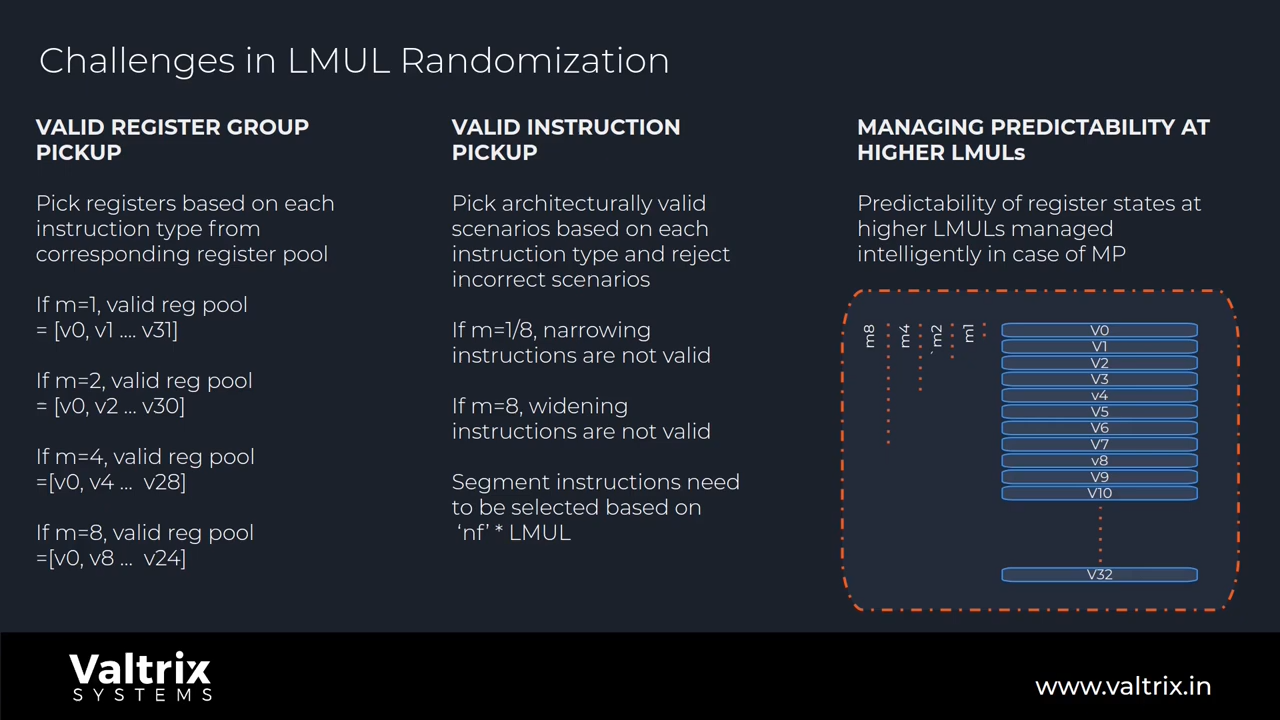 Challenges in LMUL Randomization
VALID REGISTER GROUP
PICKUP
Pick registers based on each
instruction type from
corresponding register pool
If m=1, valid reg pool
= [v0, v1 .... v31]
If m=2, valid reg pool
= [v0, v2 ... v30]
If m=4, valid reg pool
=[v0, v4 ... v28]
If m=8, valid reg pool
=[v0, v8 ... v24]
VALID INSTRUCTION
PICKUP
Pick architecturally valid
scenarios based on each
instruction type and reject
incorrect scenarios
If m=1/8, narrowing
instructions are not valid
If m=8, widening
instructions are not valid
Segment instructions need
to be selected based on
‘nf’ * LMUL
MANAGING PREDICTABILITY AT
HIGHER LMULs
Predictability of register states at
higher LMULs managed
intelligently in case of MP
m8
m4
`m2
m1
V0
V1
V2
V3
v4
V5
V6
V7
v8
V9
V10
V32
Valtrix
SYSTEMS
www.valtrix.in